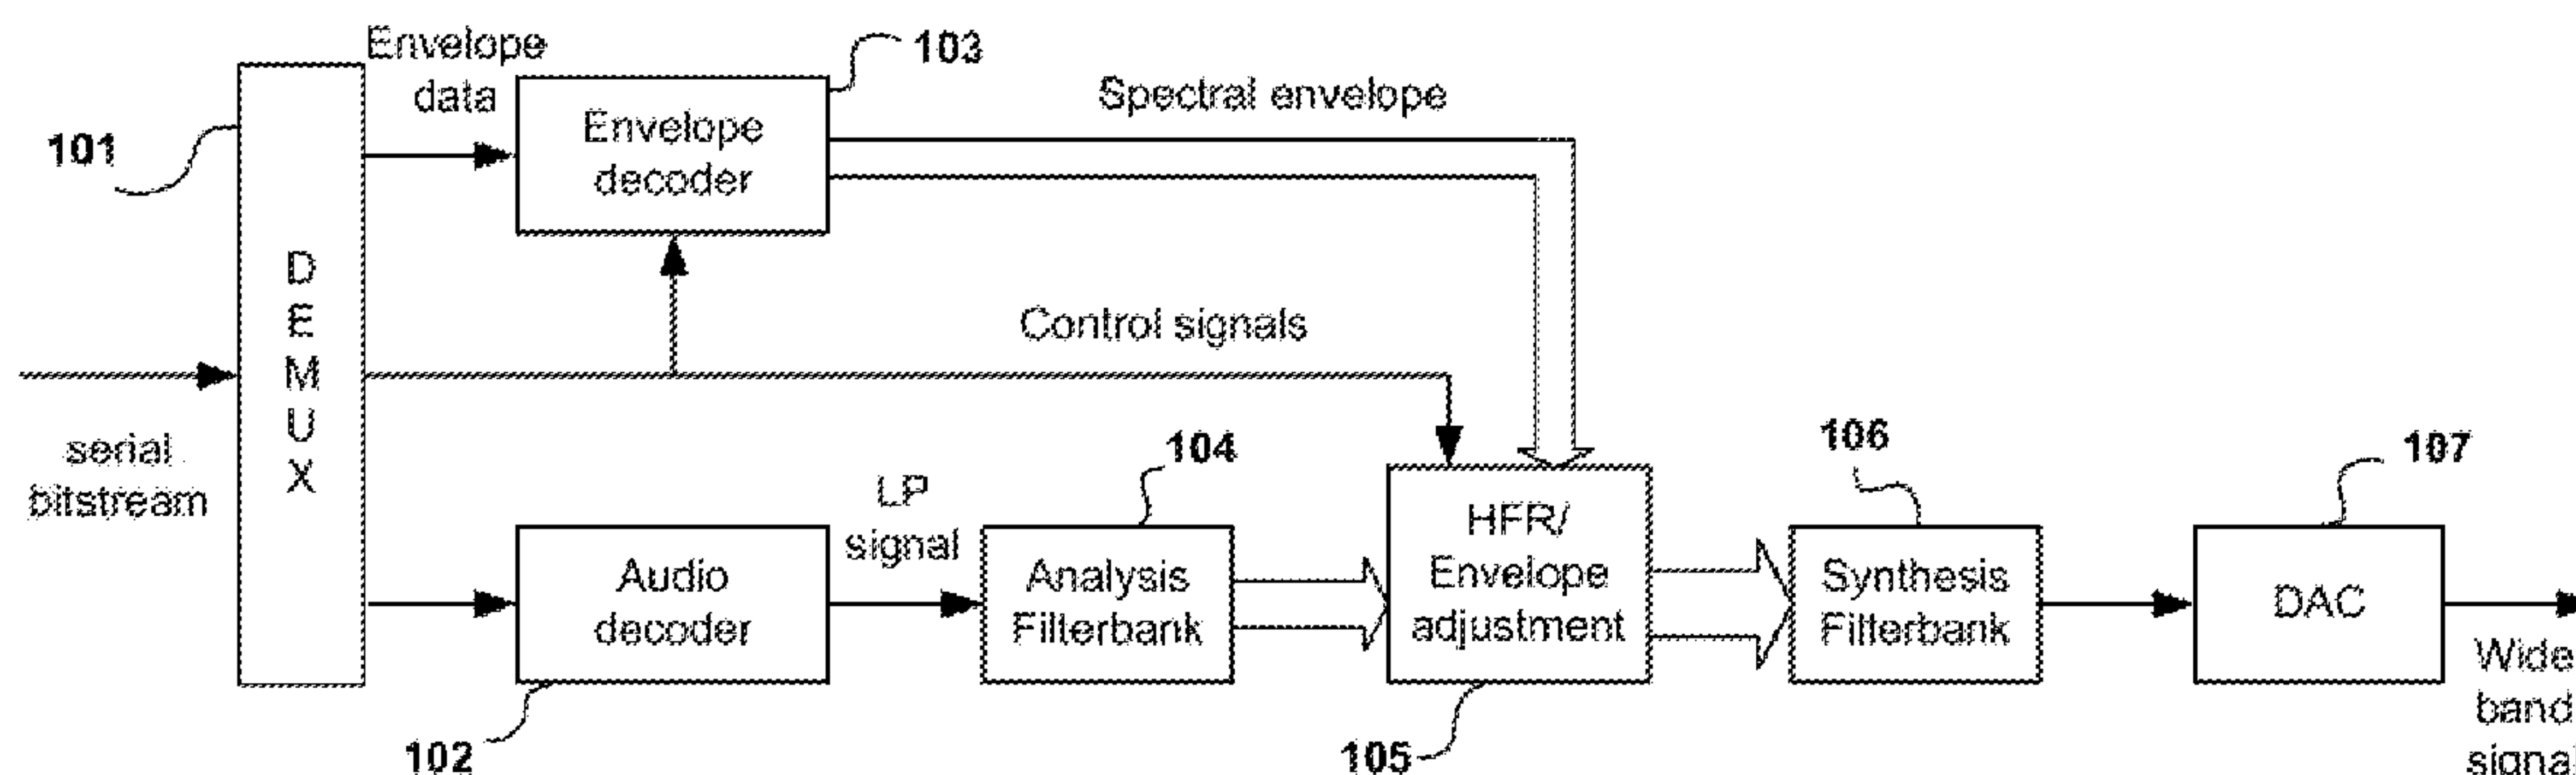 Envelope
data
103
101
Envelope
decoder
Spectral envelope
D
E
M
U
X
Control signals
serial
bitstream
LP
signal
104
106
107
Audio
decoder
Analysis
Filterbank
HFR/
Envelope
adjustment
Synthesis
Filterbank
DAC
Wide
band
signal
102
105